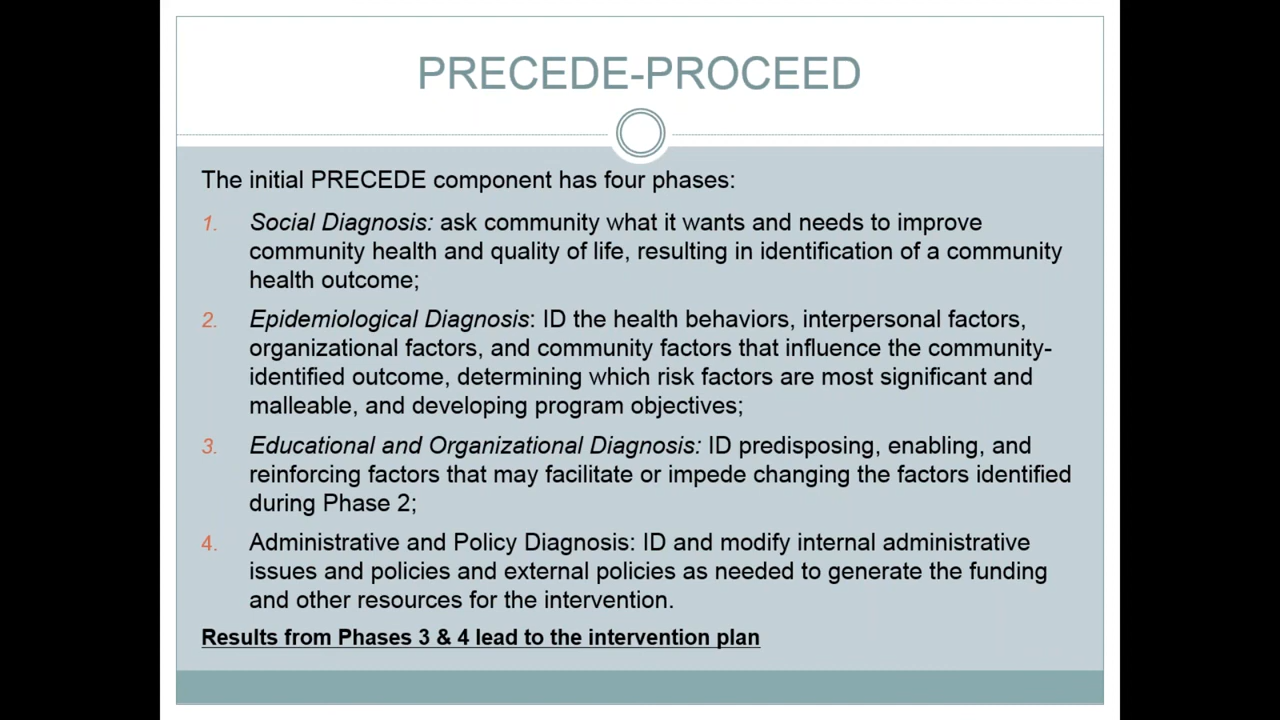 PRECEDE-PROCEED
The initial PRECEDE component has four phases:
1. Social Diagnosis: ask community what it wants and needs to improve
community health and quality of life, resulting in identification of a community
health outcome;
2. Epidemiological Diagnosis: ID the health behaviors, interpersonal factors,
organizational factors, and community factors that influence the community-
identified outcome, determining which risk factors are most significant and
malleable, and developing program objectives;
3. Educational and Organizational Diagnosis: ID predisposing, enabling, and
reinforcing factors that may facilitate or impede changing the factors identified
during Phase 2;
4. Administrative and Policy Diagnosis: ID and modify internal administrative
issues and policies and external policies as needed to generate the funding
and other resources for the intervention.
Results from Phases 3 & 4 lead to the intervention plan